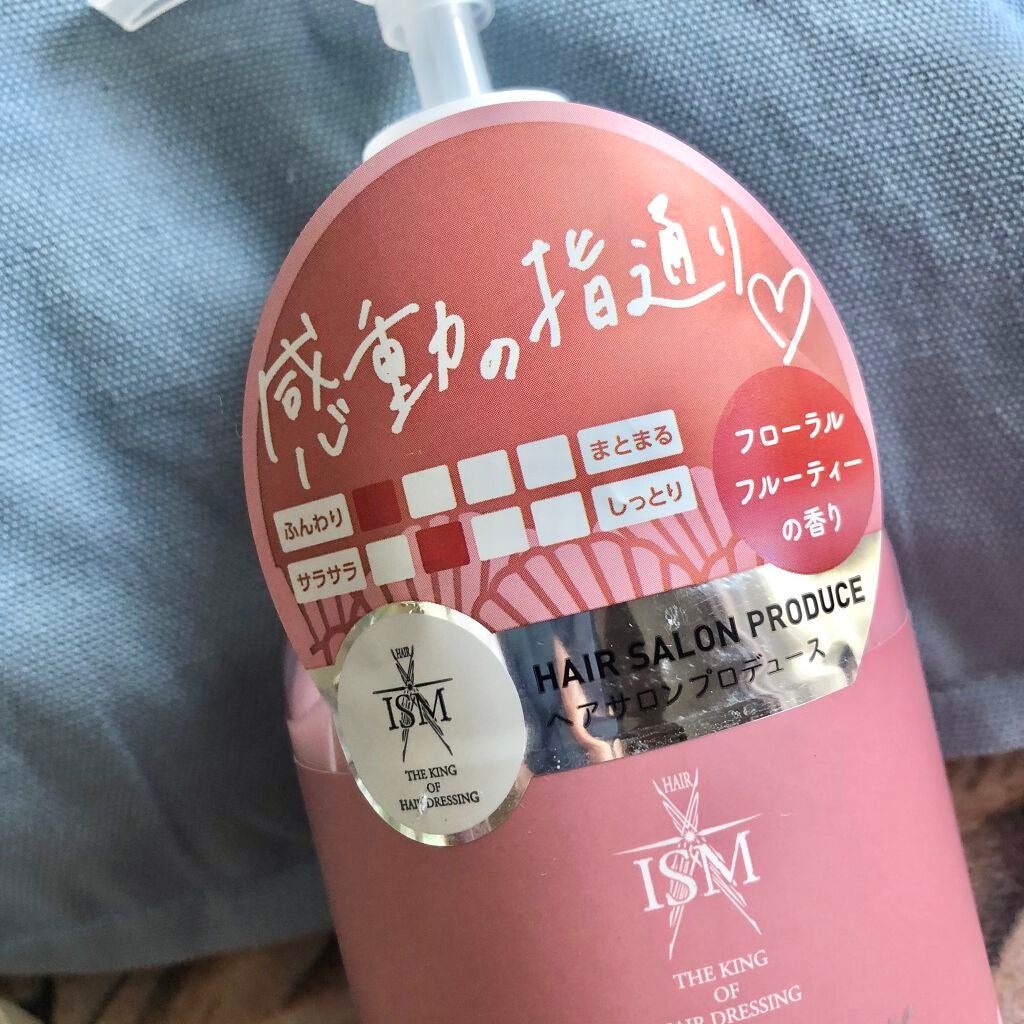 感動の指通り♡
ふんわり まとまる
サラサラ しっとり
フローラル
フルーティー
の香り
HAIR SALON PRODUCE
ヘアサロンプロデュース
HAIR
ISM
THE KING
OF
HAIR DRESSING
HAIR
ISM
THE KING
OF
HAIR DRESSING